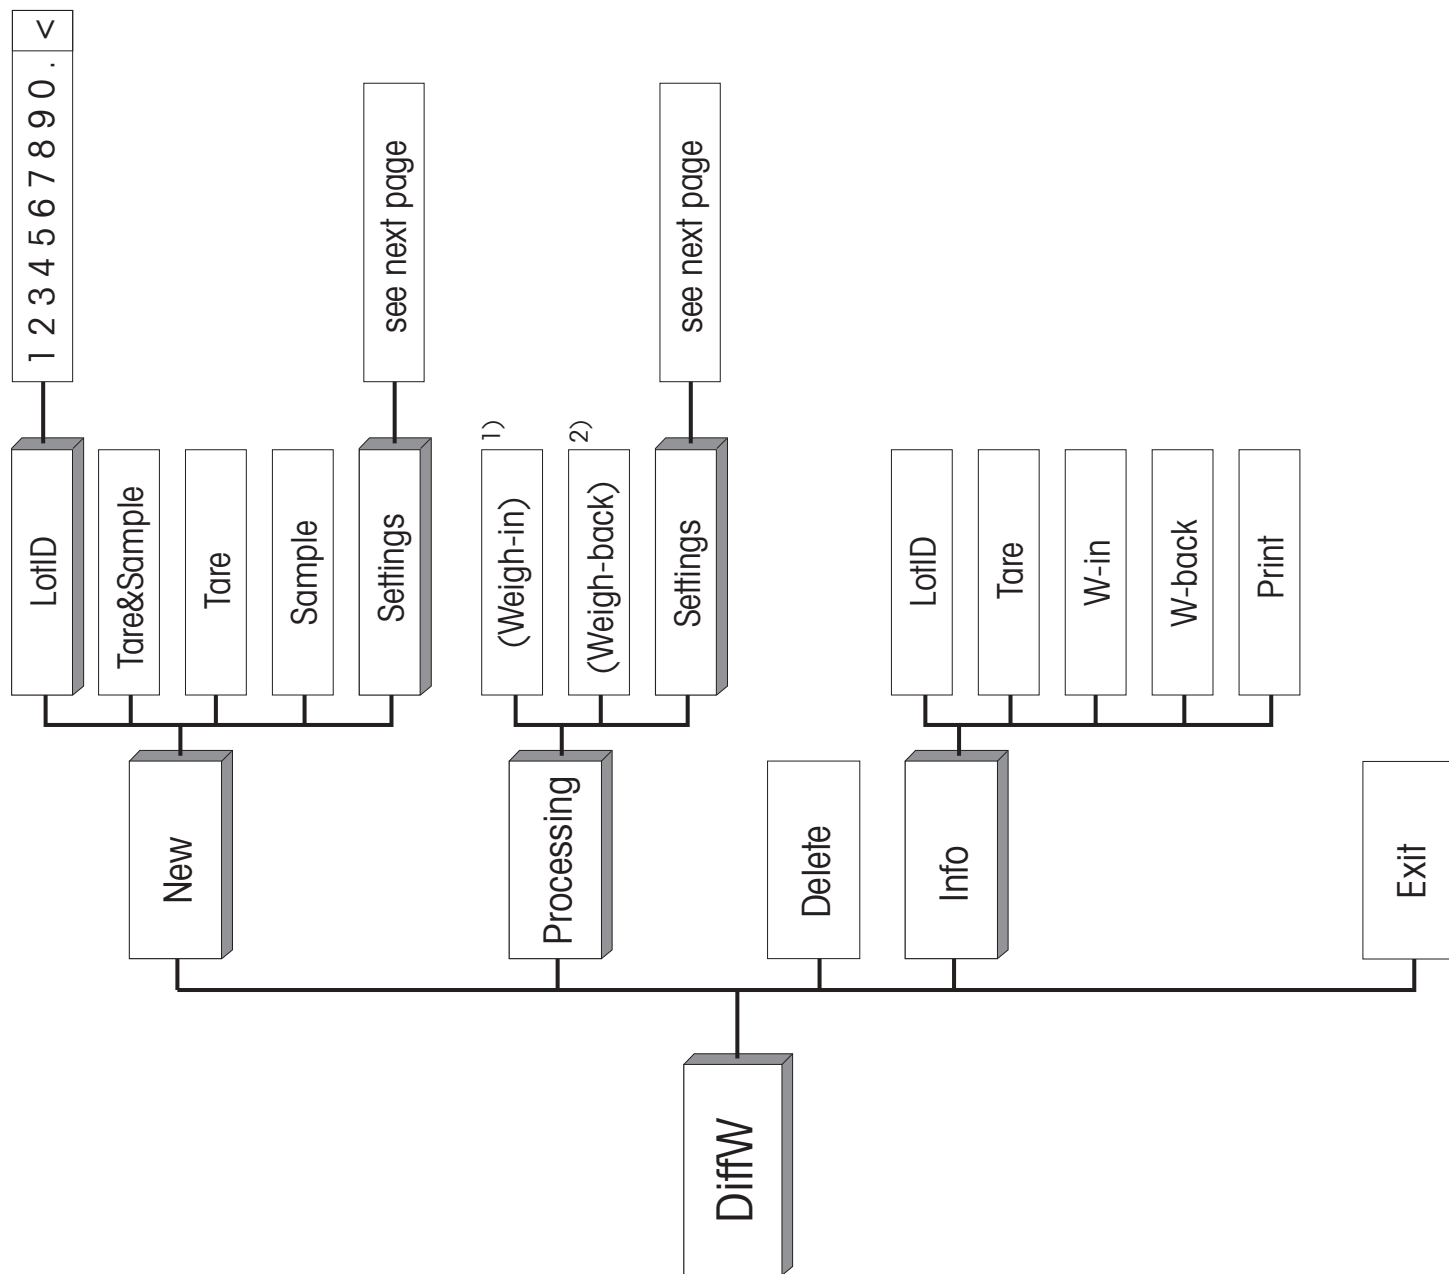 DiffW
New
LotID
1 2 3 4 5 6 7 8 9 0 . <
Tare&Sample
Tare
Sample
Settings
see next page
Processing
(Weigh-in) 1)
(Weigh-back) 2)
Settings
see next page
Delete
Info
LotID
Tare
W-in
W-back
Print
Exit